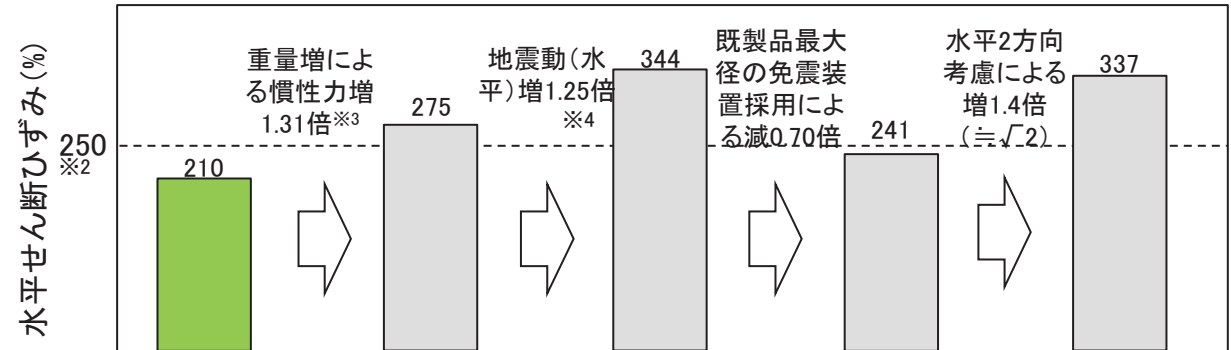 水平せん断ひずみ(%)
250
※2
210
重量増によ
る慣性力増
1.31倍※3
275
地震動(水
平)増1.25倍
※4
344
既製品最大
径の免震装
置採用によ
る減0.70倍
241
水平2方向
考慮による
増1.4倍
(≒√2)
337